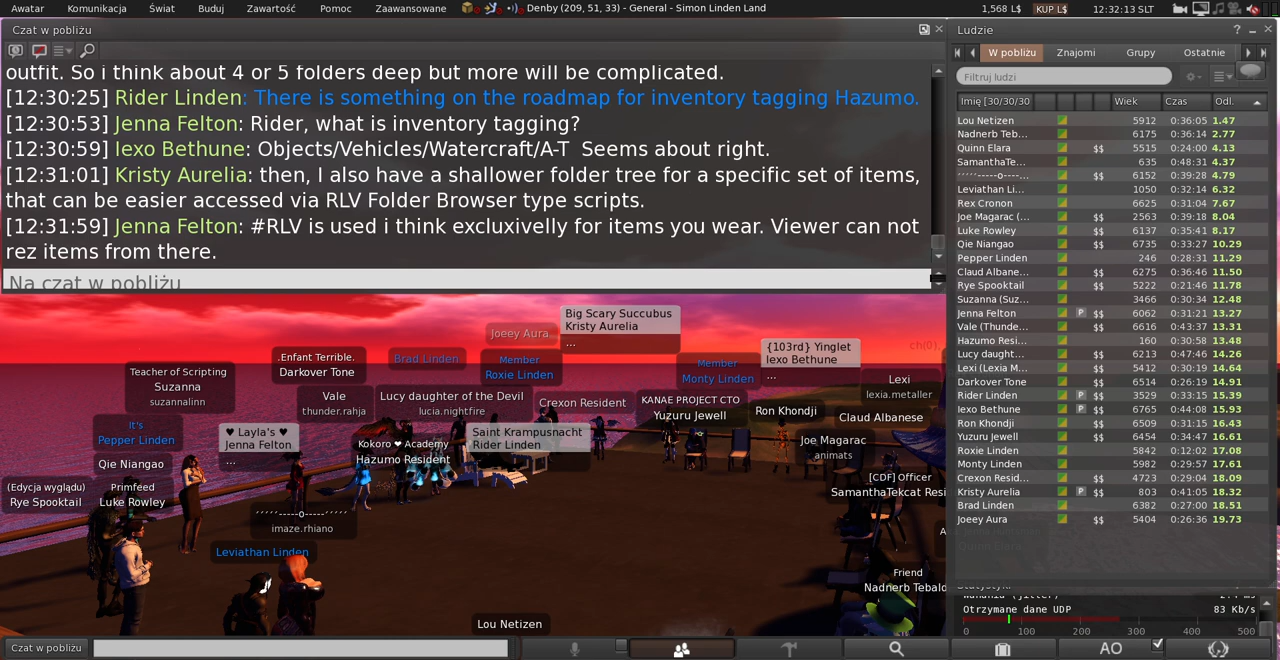 Awatar Komunikacja Świat Buduj Zawartość Pomoc Zaawansowane Denby (209, 51, 33) - General - Simon Linden Land 1,568 L$ KUP L$ 12:32:13 SLT
Czat w pobliżu
outfit. So i think about 4 or 5 folders deep but more will be complicated.
[12:30:25] Rider Linden: There is something on the roadmap for inventory tagging Hazumo.
[12:30:53] Jenna Felton: Rider, what is inventory tagging?
[12:30:59] Iexo Bethune: Objects/Vehicles/Watercraft/A-T Seems about right.
[12:31:01] Kristy Aurelia: then, I also have a shallower folder tree for a specific set of items,
that can be easier accessed via RLV Folder Browser type scripts.
[12:31:59] Jenna Felton: #RLV is used i think excluxivelly for items you wear. Viewer can not
rez items from there.
Na czat w pobliżu
Big Scary Succubus
Kristy Aurelia
...
Joeey Aura
{103rd} Yinglet
Iexo Bethune
...
ch(0).
.Enfant Terrible.
Darkover Tone
Brad Linden
Member
Roxie Linden
Member
Monty Linden
Teacher of Scripting
Suzanna
suzannalinn
Vale
thunder.rahja
Lucy daughter of the Devil
lucia.nightfire
Crexon Resident
KANAE PROJECT CTO
Yuzuru Jewell
Ron Khondji
Lexi
lexia.metaller
Claud Albanese
It's
Pepper Linden
♥ Layla's ♥
Jenna Felton
...
Kokoro ❤ Academy
Hazumo Resident
Saint Krampusnacht
Rider Linden
Joe Magarac
animats
Qie Niangao
[CDF] Officer
SamanthaTekcat Resi
(Edycja wyglądu)
Rye Spooktail
Primfeed
Luke Rowley
´´´´´-----o----´´´´´
imaze.rhiano
Leviathan Linden
A
Friend
Nadnerb Tebald
Lou Netizen
Czat w pobliżu
AO
Ludzie
? _ ×
W pobliżu Znajomi Grupy Ostatnie
Filtruj ludzi
Imię [30/30/30 Wiek Czas Odl.
Lou Netizen 5912 0:36:05 1.47
Nadnerb Teb... 6175 0:36:14 2.77
Quinn Elara $$ 5515 0:24:00 4.13
SamanthaTe... 635 0:48:31 4.37
´´´´´-----o----... $$ 6152 0:39:28 4.79
Leviathan Li... 1050 0:32:14 6.32
Rex Cronon 6625 0:31:04 7.67
Joe Magarac (... $$ 2563 0:39:18 8.04
Luke Rowley $$ 6137 0:35:41 8.17
Qie Niangao $$ 6735 0:33:27 10.29
Pepper Linden 246 0:28:31 11.29
Claud Albane... $$ 6275 0:36:46 11.50
Rye Spooktail $$ 5222 0:21:46 11.78
Suzanna (Suz... 3466 0:30:34 12.48
Jenna Felton P $$ 6062 0:31:21 13.27
Vale (Thunde... $$ 6616 0:43:37 13.31
Hazumo Resi... 160 0:30:58 13.48
Lucy daught... $$ 6213 0:47:46 14.26
Lexi (Lexia M... $$ 5412 0:30:19 14.64
Darkover Tone $$ 6514 0:26:19 14.91
Rider Linden P 3529 0:33:15 15.39
Iexo Bethune P $$ 6765 0:44:08 15.93
Ron Khondji $$ 6509 0:31:15 16.43
Yuzuru Jewell $$ 6454 0:34:47 16.61
Roxie Linden 5842 0:12:02 17.08
Monty Linden 5982 0:29:57 17.61
Crexon Resid... $$ 4723 0:29:04 18.09
Kristy Aurelia P $$ 803 0:41:05 18.32
Brad Linden 6382 0:27:00 18.51
Joeey Aura $$ 5404 0:26:36 19.73
Otrzymane dane UDP 83 Kb/s
0 100 200 300 400 500